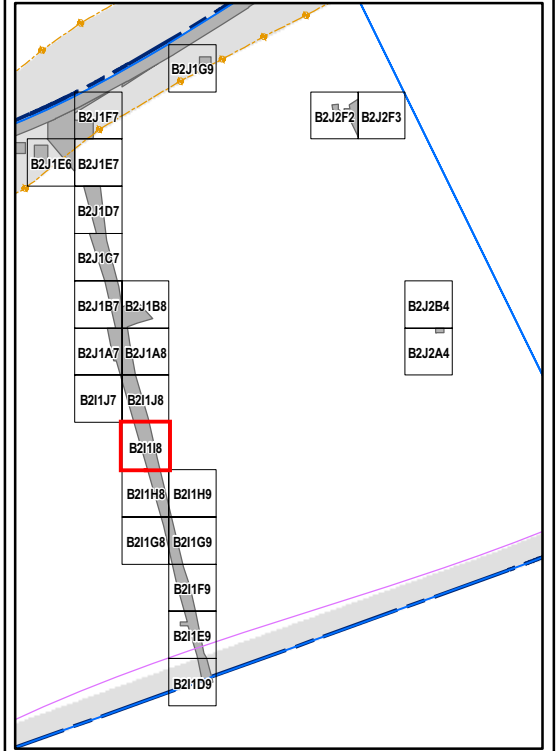 B2J1G9
B2J1F7
B2J2F2 B2J2F3
B2J1E6 B2J1E7
B2J1D7
B2J1C7
B2J1B7 B2J1B8 B2J2B4
B2J1A7 B2J1A8 B2J2A4
B2I1J7 B2I1J8
B2I1I8
B2I1H8 B2I1H9
B2I1G8 B2I1G9
B2I1F9
B2I1E9
B2I1D9